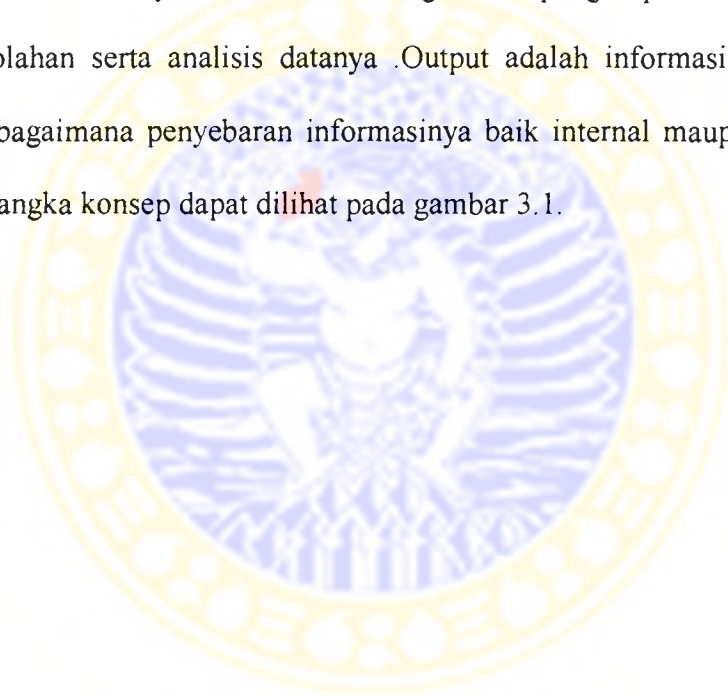 olahan serta analisis datanya .Output adalah informasi
bagaimana penyebaran informasinya baik internal maup
angka konsep dapat dilihat pada gambar 3.1.